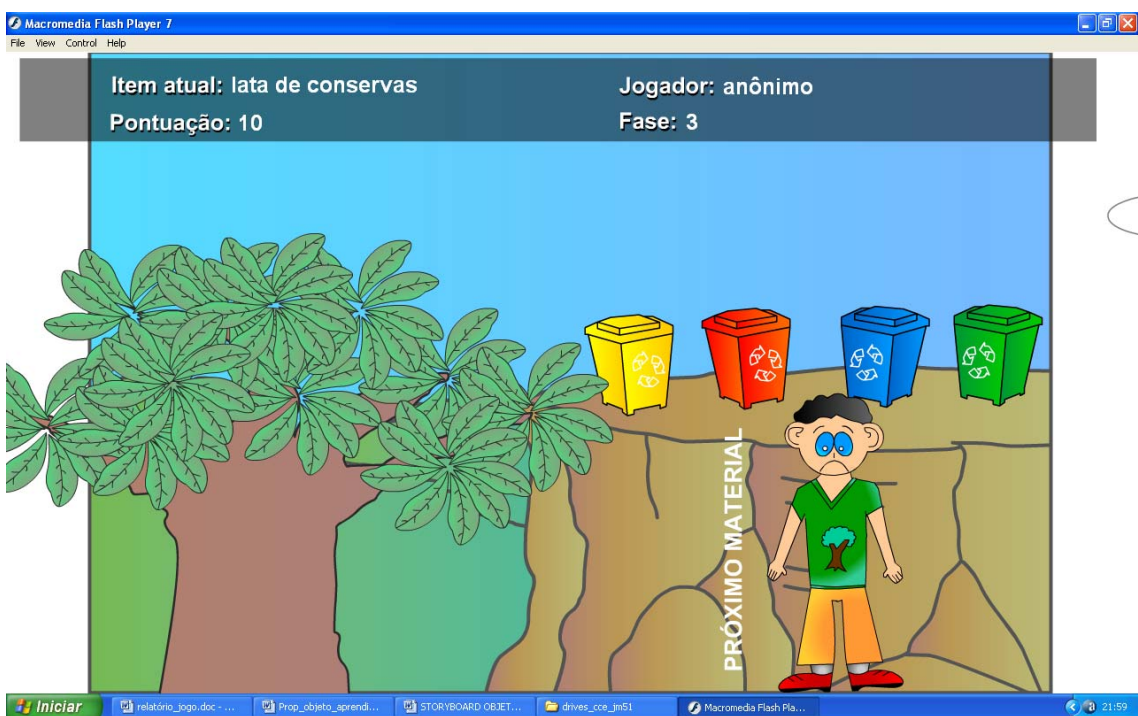 Macromedia Flash Player 7
File View Control Help
Item atual: lata de conservas
Jogador: anônimo
Pontuação: 10
Fase: 3
PRÓXIMO MATERIAL
Iniciar
relatório_jogo.doc - ...
Prop_objeto_aprendi...
STORYBOARD OBJET...
drives_cce_jm51
Macromedia Flash Pla...
21:59